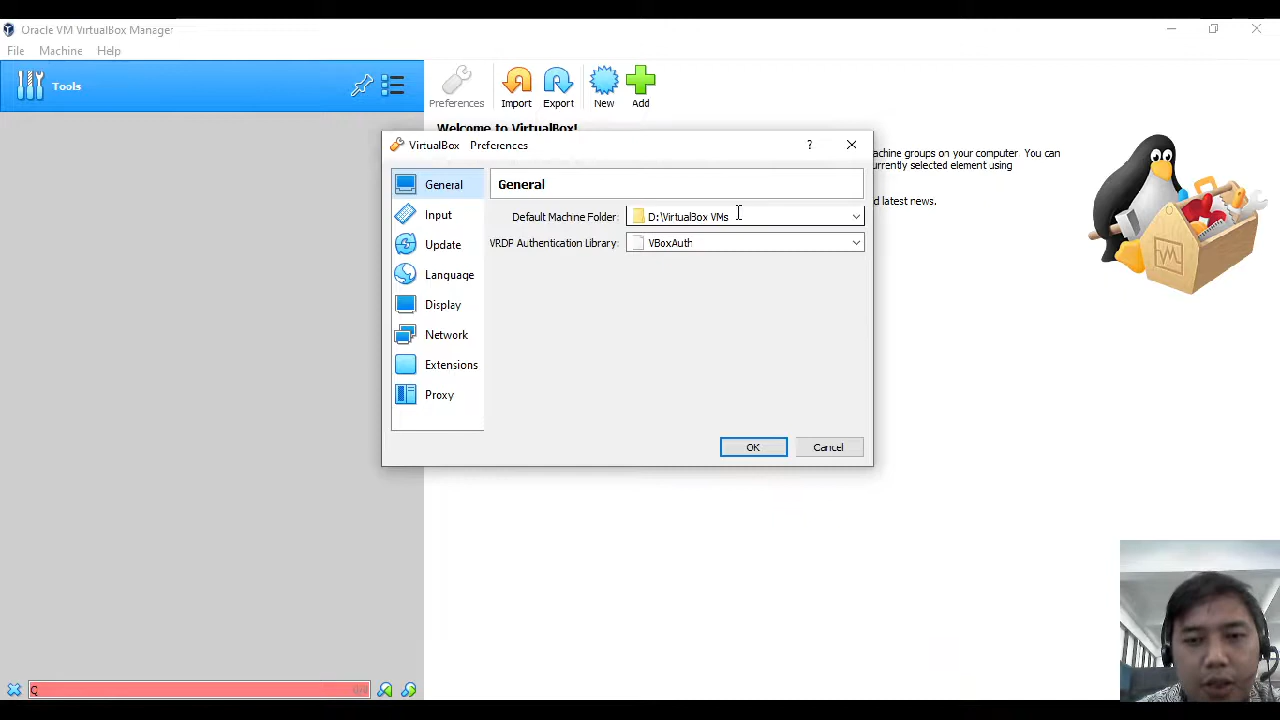 Oracle VM VirtualBox Manager
File Machine Help
Tools
Preferences Import Export New Add
Welcome to VirtualBox!
VirtualBox - Preferences
achine groups on your computer. You can
urrently selected element using
d latest news.
General
Input
Update
Language
Display
Network
Extensions
Proxy
General
Default Machine Folder: D:\VirtualBox VMs
VRDP Authentication Library: VBoxAuth
OK Cancel
Q